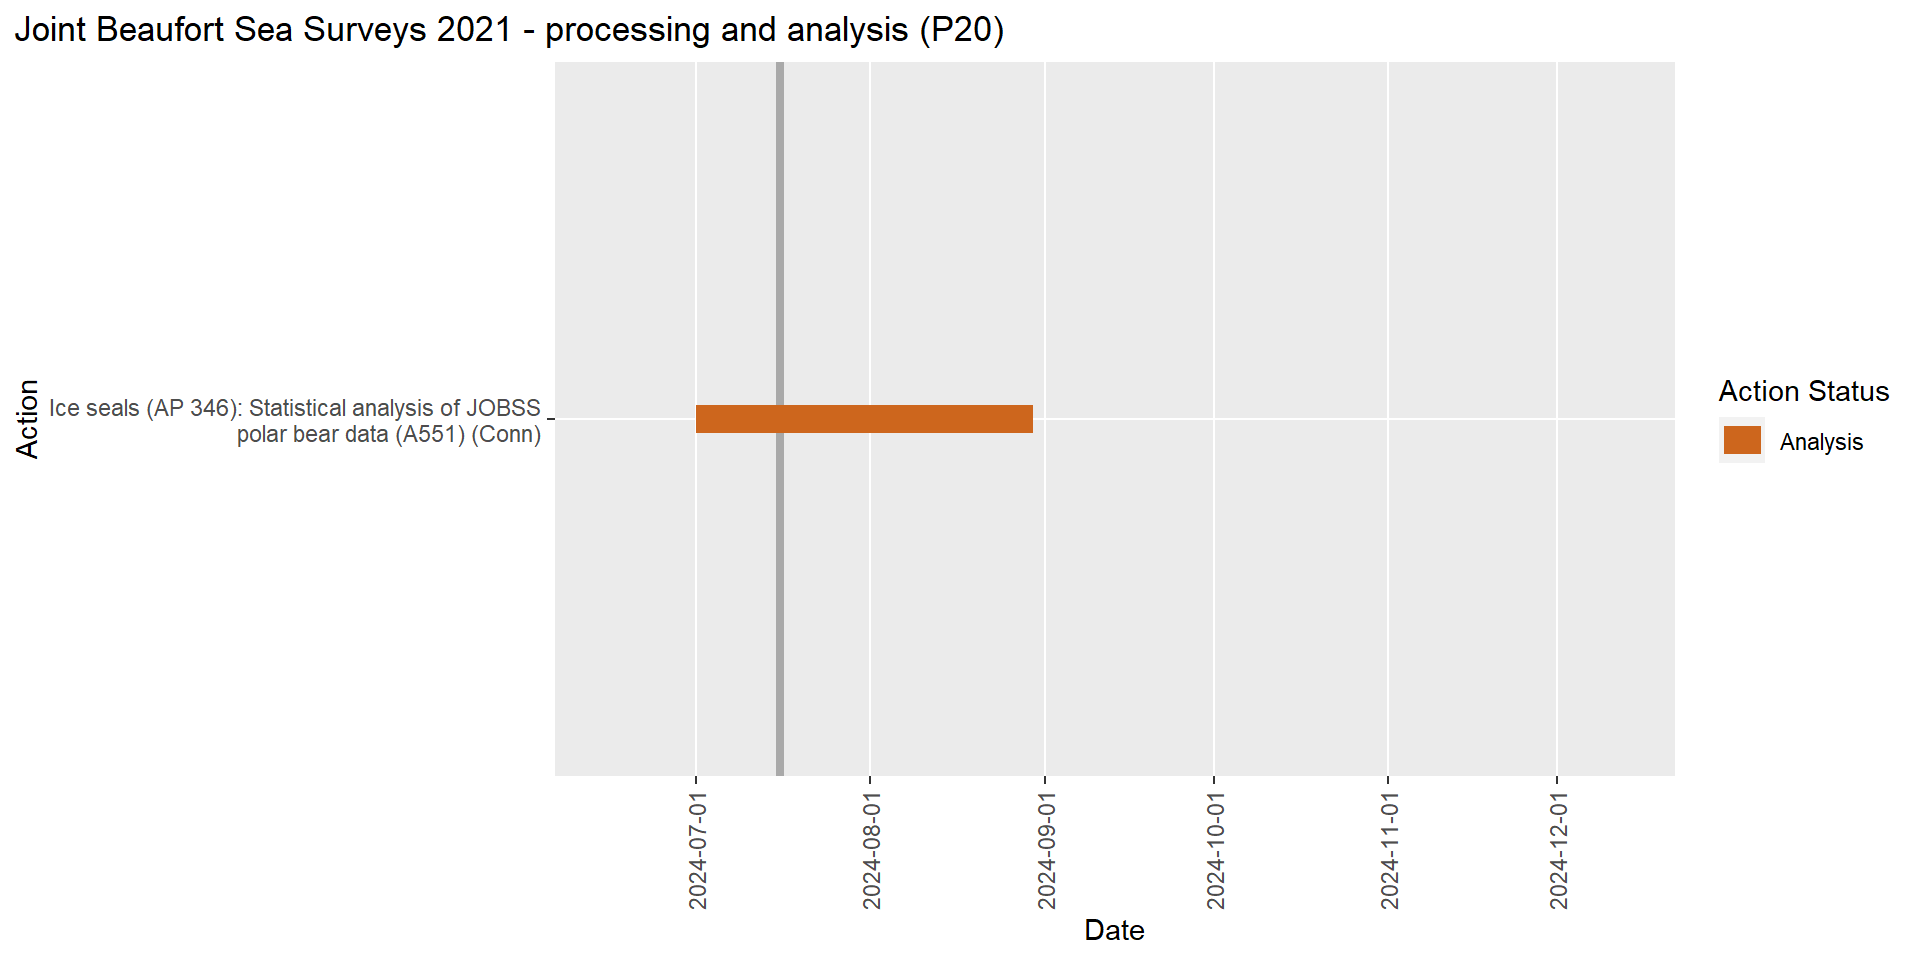 Joint Beaufort Sea Surveys 2021 - processing and analysis (P20)
Action
Ice seals (AP 346): Statistical analysis of JOBSS
polar bear data (A551) (Conn)
2024-07-01
2024-08-01
2024-09-01
2024-10-01
2024-11-01
2024-12-01
Date
Action Status
Analysis